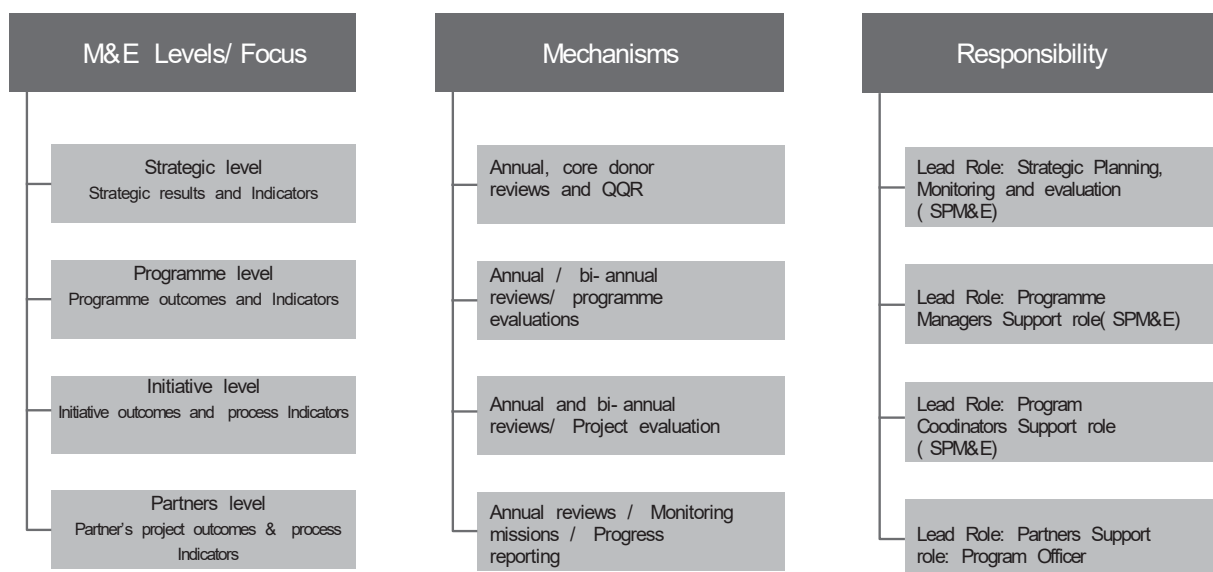 M&E Levels/ Focus
Strategic level
Strategic results and Indicators
Programme level
Programme outcomes and Indicators
Initiative level
Initiative outcomes and process Indicators
Partners level
Partner's project outcomes & process
Indicators
Mechanisms
Annual, core donor
reviews and QQR
Annual / bi- annual
reviews/ programme
evaluations
Annual and bi- annual
reviews/ Project evaluation
Annual reviews / Monitoring
missions / Progress
reporting
Responsibility
Lead Role: Strategic Planning,
Monitoring and evaluation
( SPM&E)
Lead Role: Programme
Managers Support role( SPM&E)
Lead Role: Program
Coodinators Support role
( SPM&E)
Lead Role: Partners Support
role: Program Officer